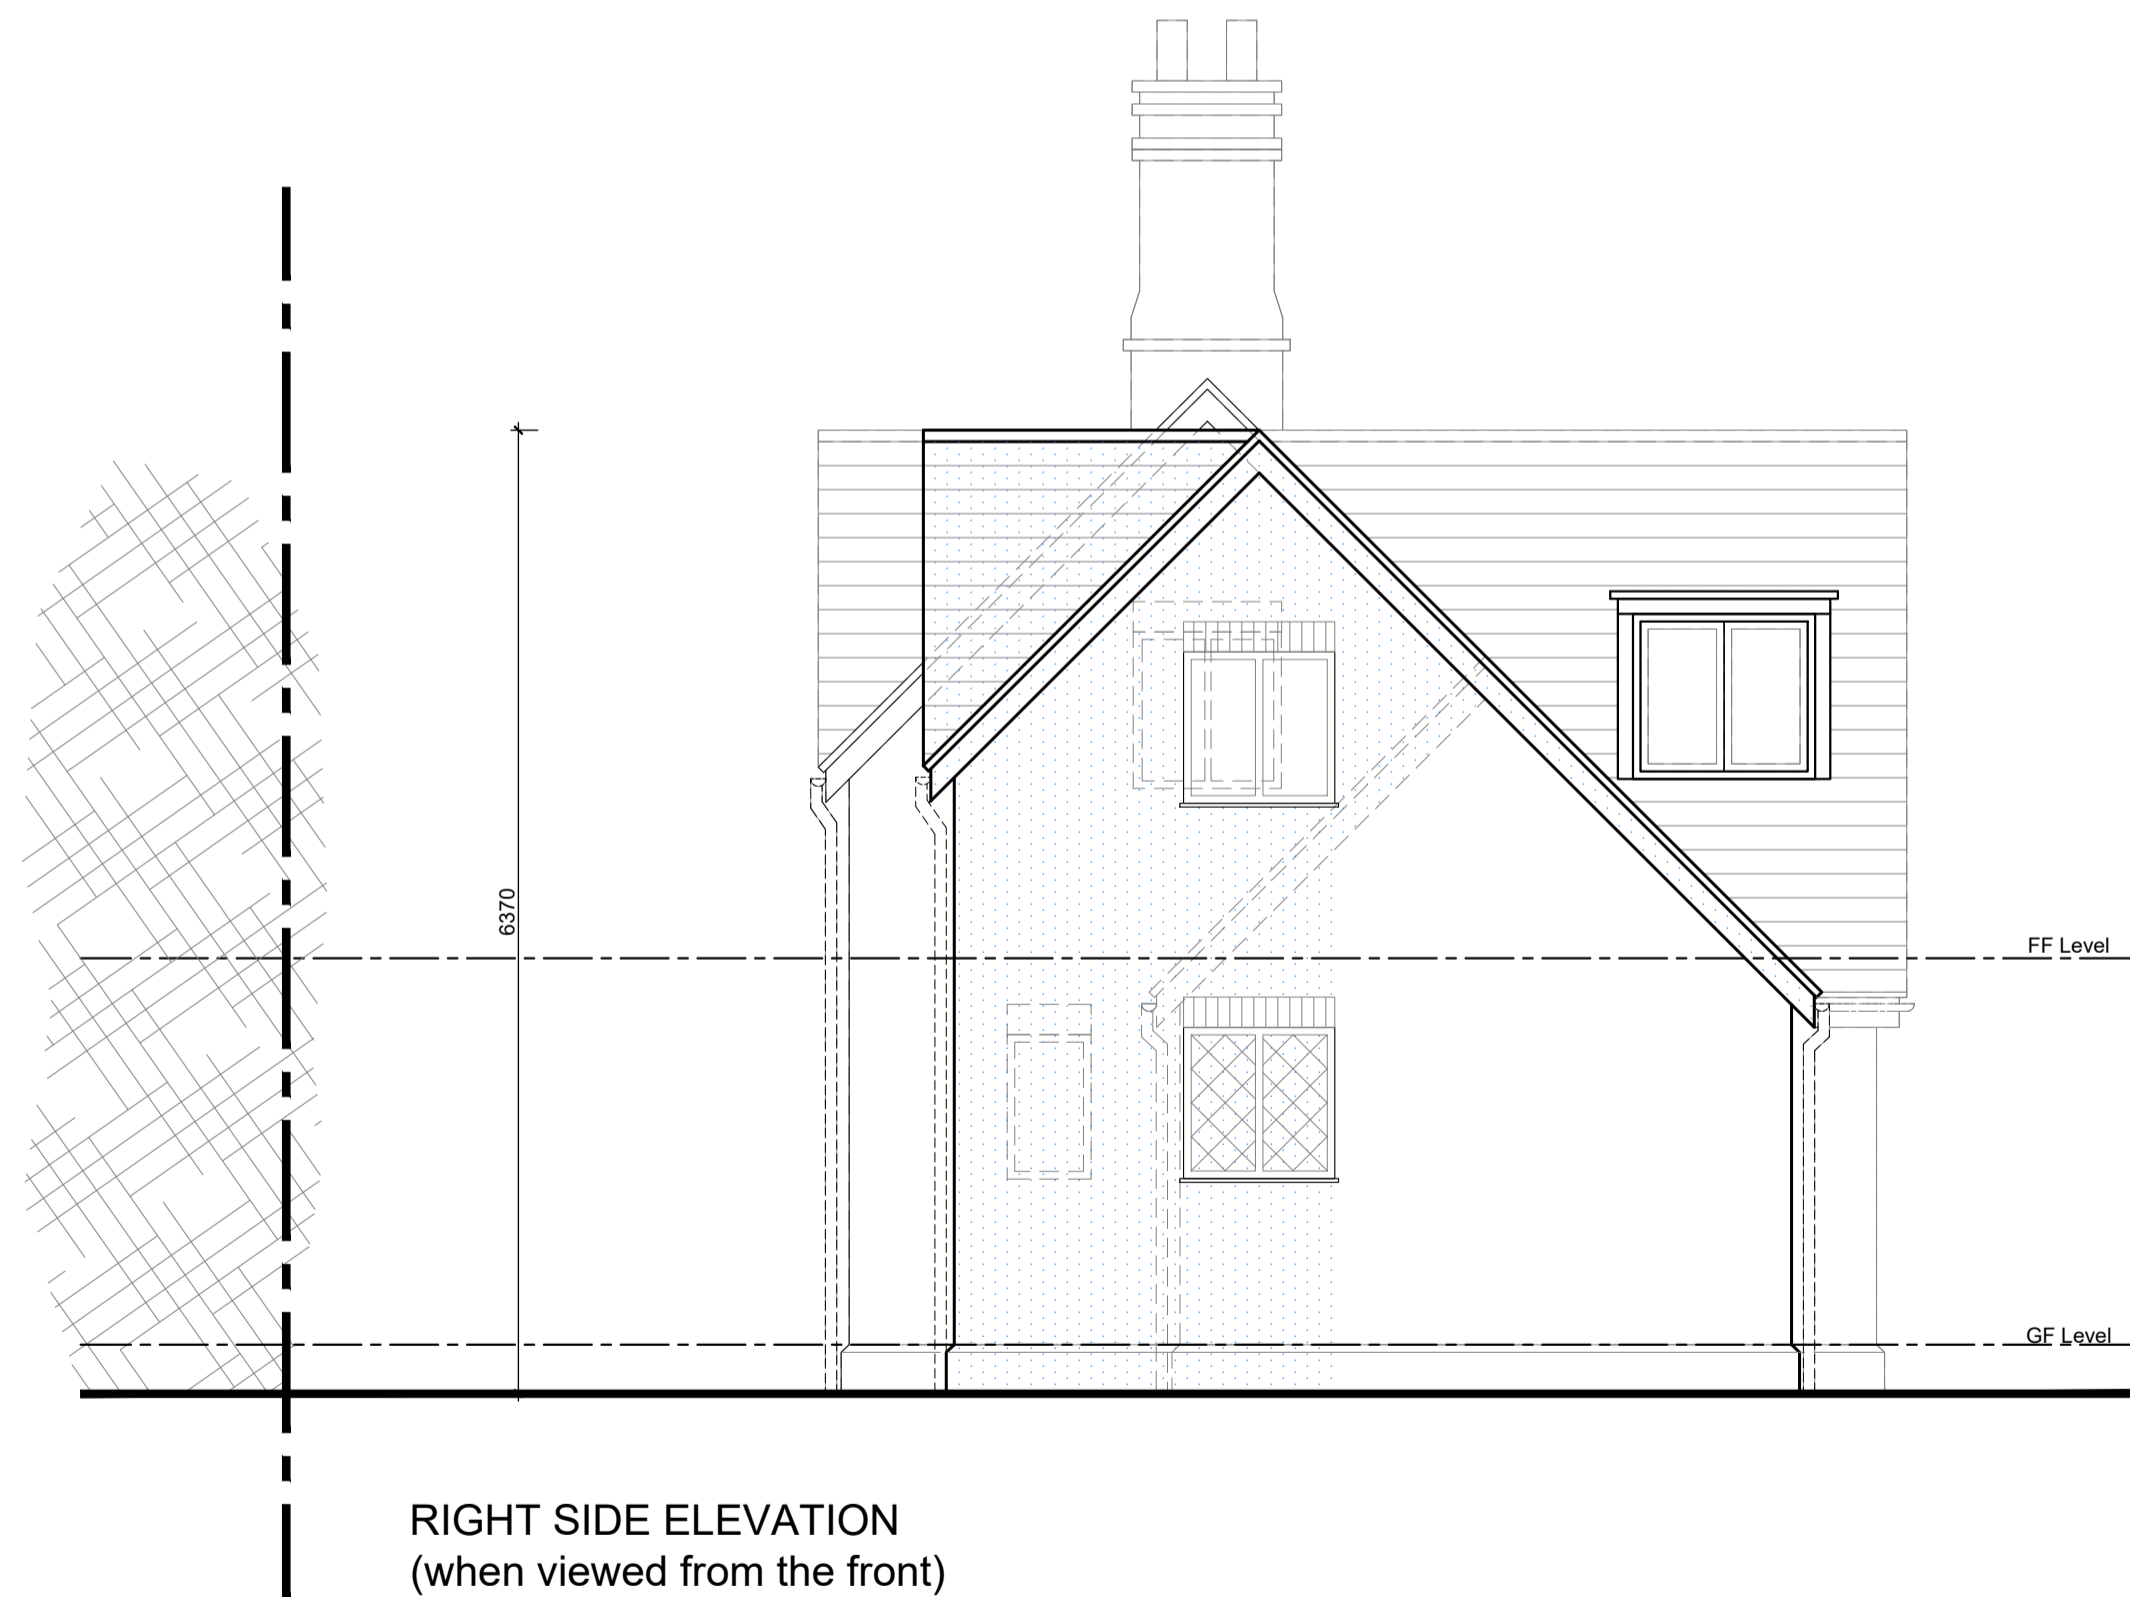 6370
FF Level
GF Level
RIGHT SIDE ELEVATION
(when viewed from the front)